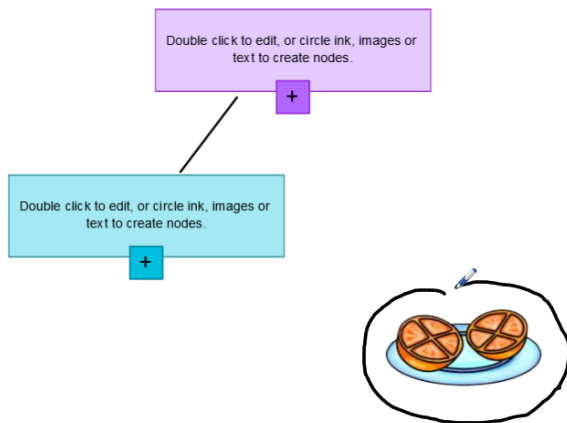 Double click to edit, or circle ink, images or
text to create nodes.
+
Double click to edit, or circle ink, images or
text to create nodes.
+